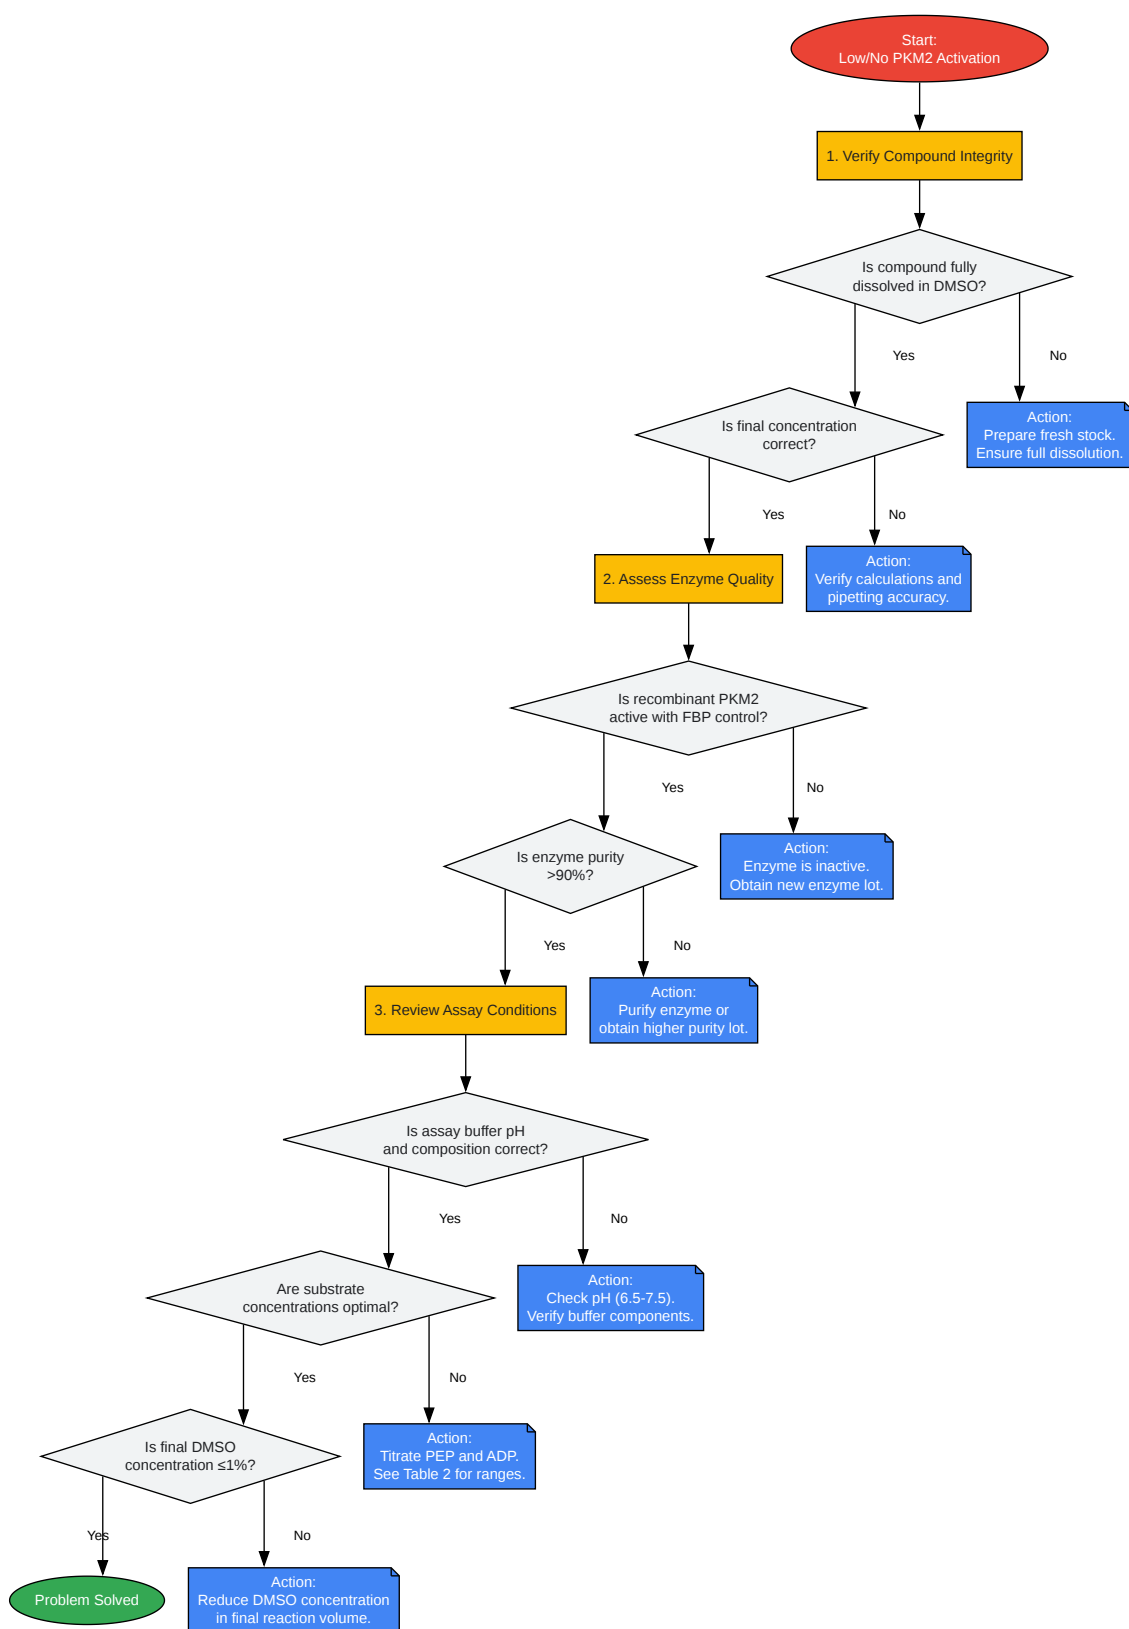 Start:
Low/No PKM2 Activation
1. Verify Compound Integrity
Is compound fully
dissolved in DMSO?
Yes
No
Is final concentration
correct?
Action:
Prepare fresh stock.
Ensure full dissolution.
Yes
No
2. Assess Enzyme Quality
Action:
Verify calculations and
pipetting accuracy.
Is recombinant PKM2
active with FBP control?
Yes
No
Is enzyme purity
>90%?
Action:
Enzyme is inactive.
Obtain new enzyme lot.
Yes
No
3. Review Assay Conditions
Action:
Purify enzyme or
obtain higher purity lot.
Is assay buffer pH
and composition correct?
Yes
No
Are substrate
concentrations optimal?
Action:
Check pH (6.5-7.5).
Verify buffer components.
Yes
No
Is final DMSO
concentration ≤1%?
Action:
Titrate PEP and ADP.
See Table 2 for ranges.
Yes
No
Problem Solved
Action:
Reduce DMSO concentration
in final reaction volume.